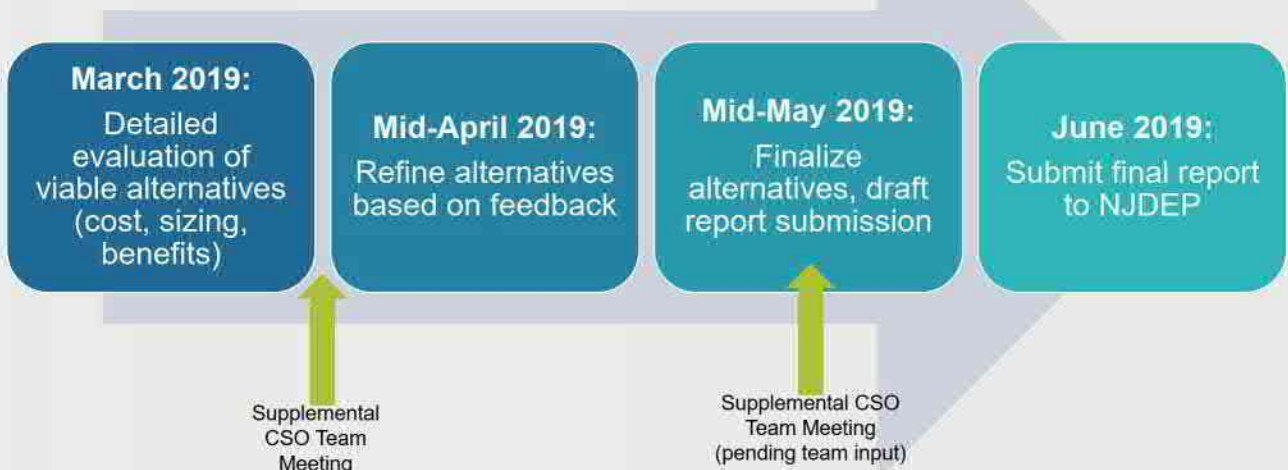 March 2019:
Detailed
evaluation of
viable alternatives
(cost, sizing,
benefits)
Mid-April 2019:
Refine alternatives
based on feedback
Mid-May 2019:
Finalize
alternatives, draft
report submission
June 2019:
Submit final report
to NJDEP
Supplemental
CSO Team
Meeting
Supplemental CSO
Team Meeting
(pending team input)